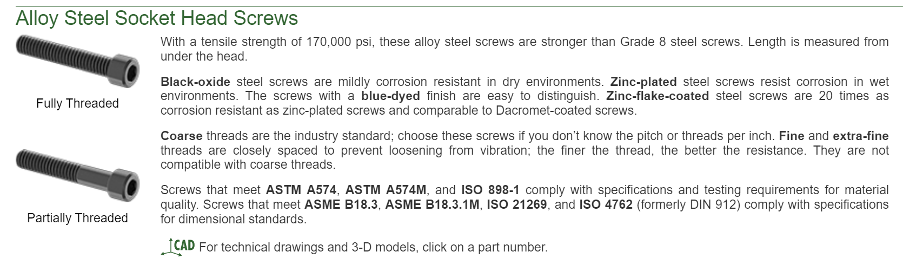 Alloy Steel Socket Head Screws
With a tensile strength of 170,000 psi, these alloy steel screws are stronger than Grade 8 steel screws. Length is measured from
under the head.
Black-oxide steel screws are mildly corrosion resistant in dry environments. Zinc-plated steel screws resist corrosion in wet
environments. The screws with a blue-dyed finish are easy to distinguish. Zinc-flake-coated steel screws are 20 times as
corrosion resistant as zinc-plated screws and comparable to Dacromet-coated screws.
Fully Threaded
Coarse threads are the industry standard; choose these screws if you don't know the pitch or threads per inch. Fine and extra-fine
threads are closely spaced to prevent loosening from vibration; the finer the thread, the better the resistance. They are not
compatible with coarse threads.
Screws that meet ASTM A574, ASTM A574M, and ISO 898-1 comply with specifications and testing requirements for material
quality. Screws that meet ASME B18.3, ASME B18.3.1M, ISO 21269, and ISO 4762 (formerly DIN 912) comply with specifications
for dimensional standards.
Partially Threaded
CAD For technical drawings and 3-D models, click on a part number.